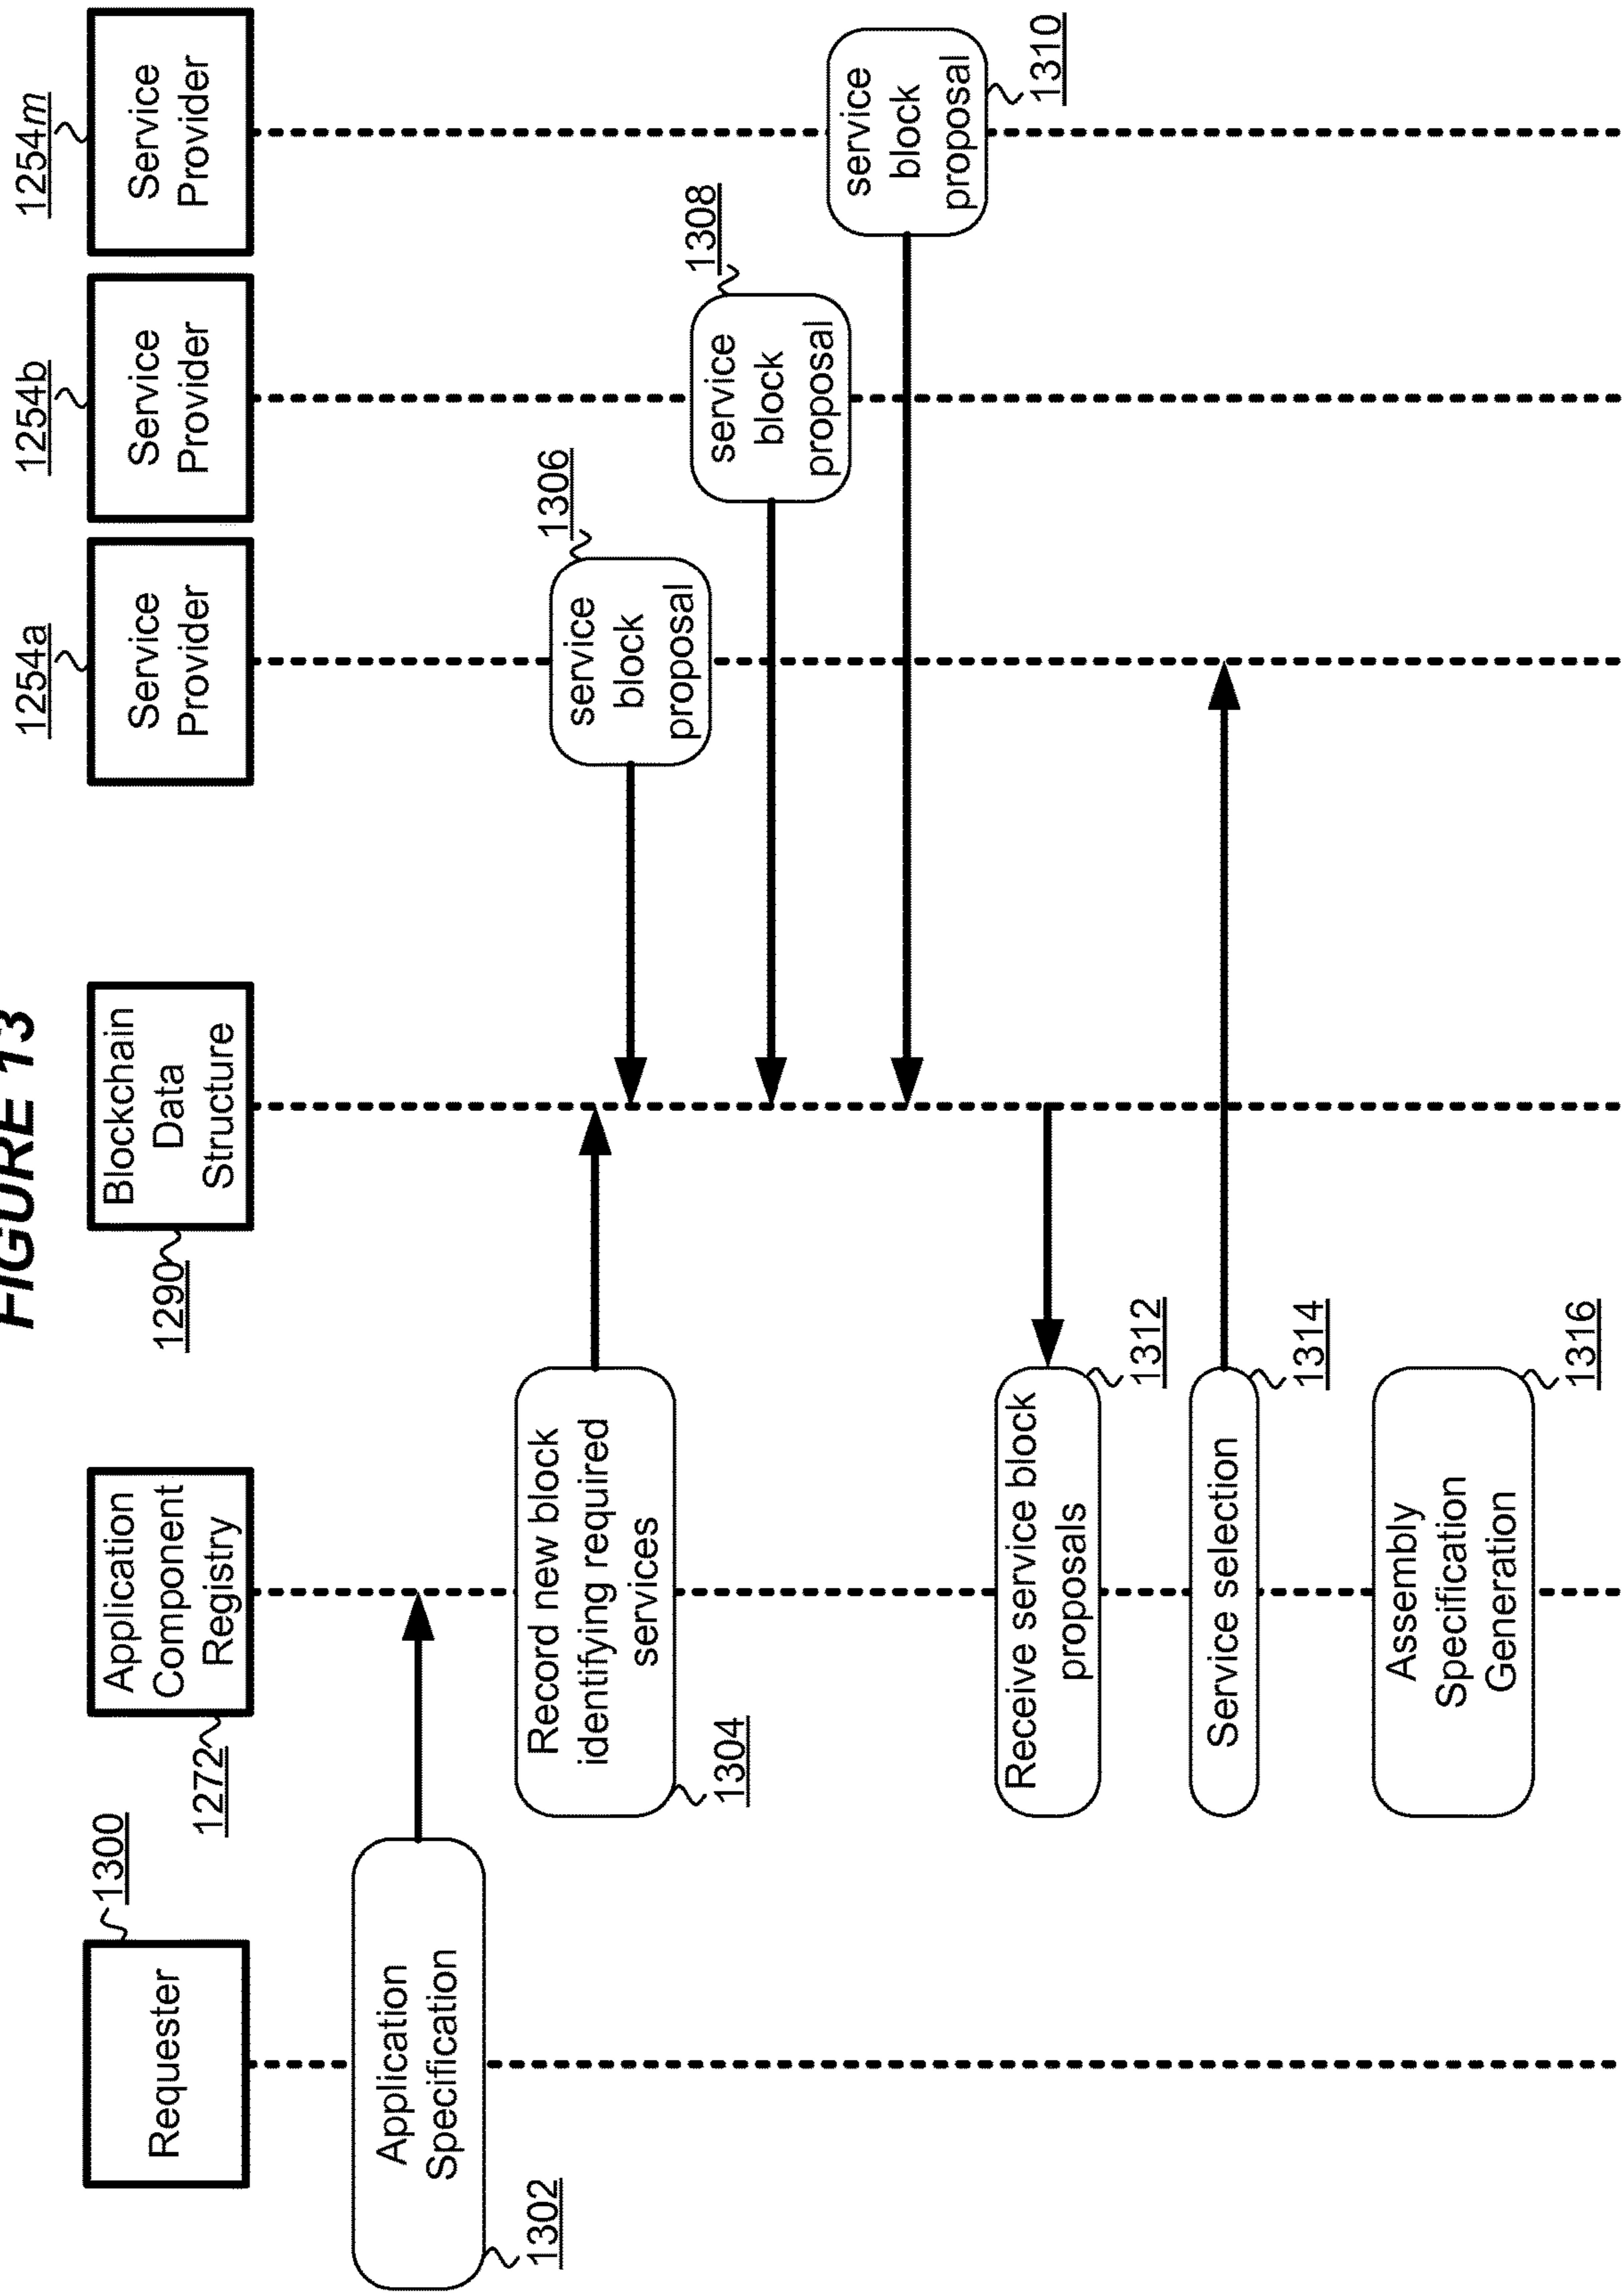 FIGURE 13
1300
Requester
1272
Application
Component
Registry
1290
Blockchain
Data
Structure
1254a
Service
Provider
1254b
Service
Provider
1254m
Service
Provider
1302
Application
Specification
1304
Record new block
identifying required
services
1306
service
block
proposal
1308
service
block
proposal
1310
service
block
proposal
Receive service block
proposals
1312
Service selection
1314
Assembly
Specification
Generation
1316